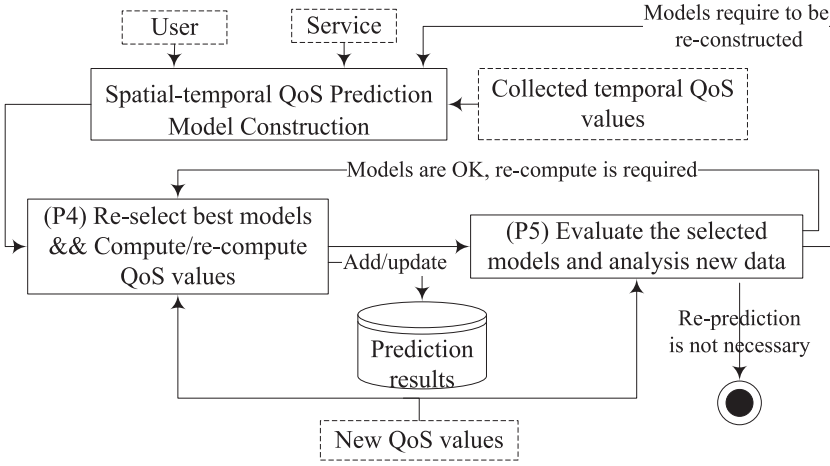 User
Service
Models require to be
re-constructed
Spatial-temporal QoS Prediction
Model Construction
Collected temporal QoS
values
Models are OK, re-compute is required
(P4) Re-select best models
&& Compute/re-compute
QoS values
(P5) Evaluate the selected
models and analysis new data
Add/update
Prediction
results
Re-prediction
is not necessary
New QoS values